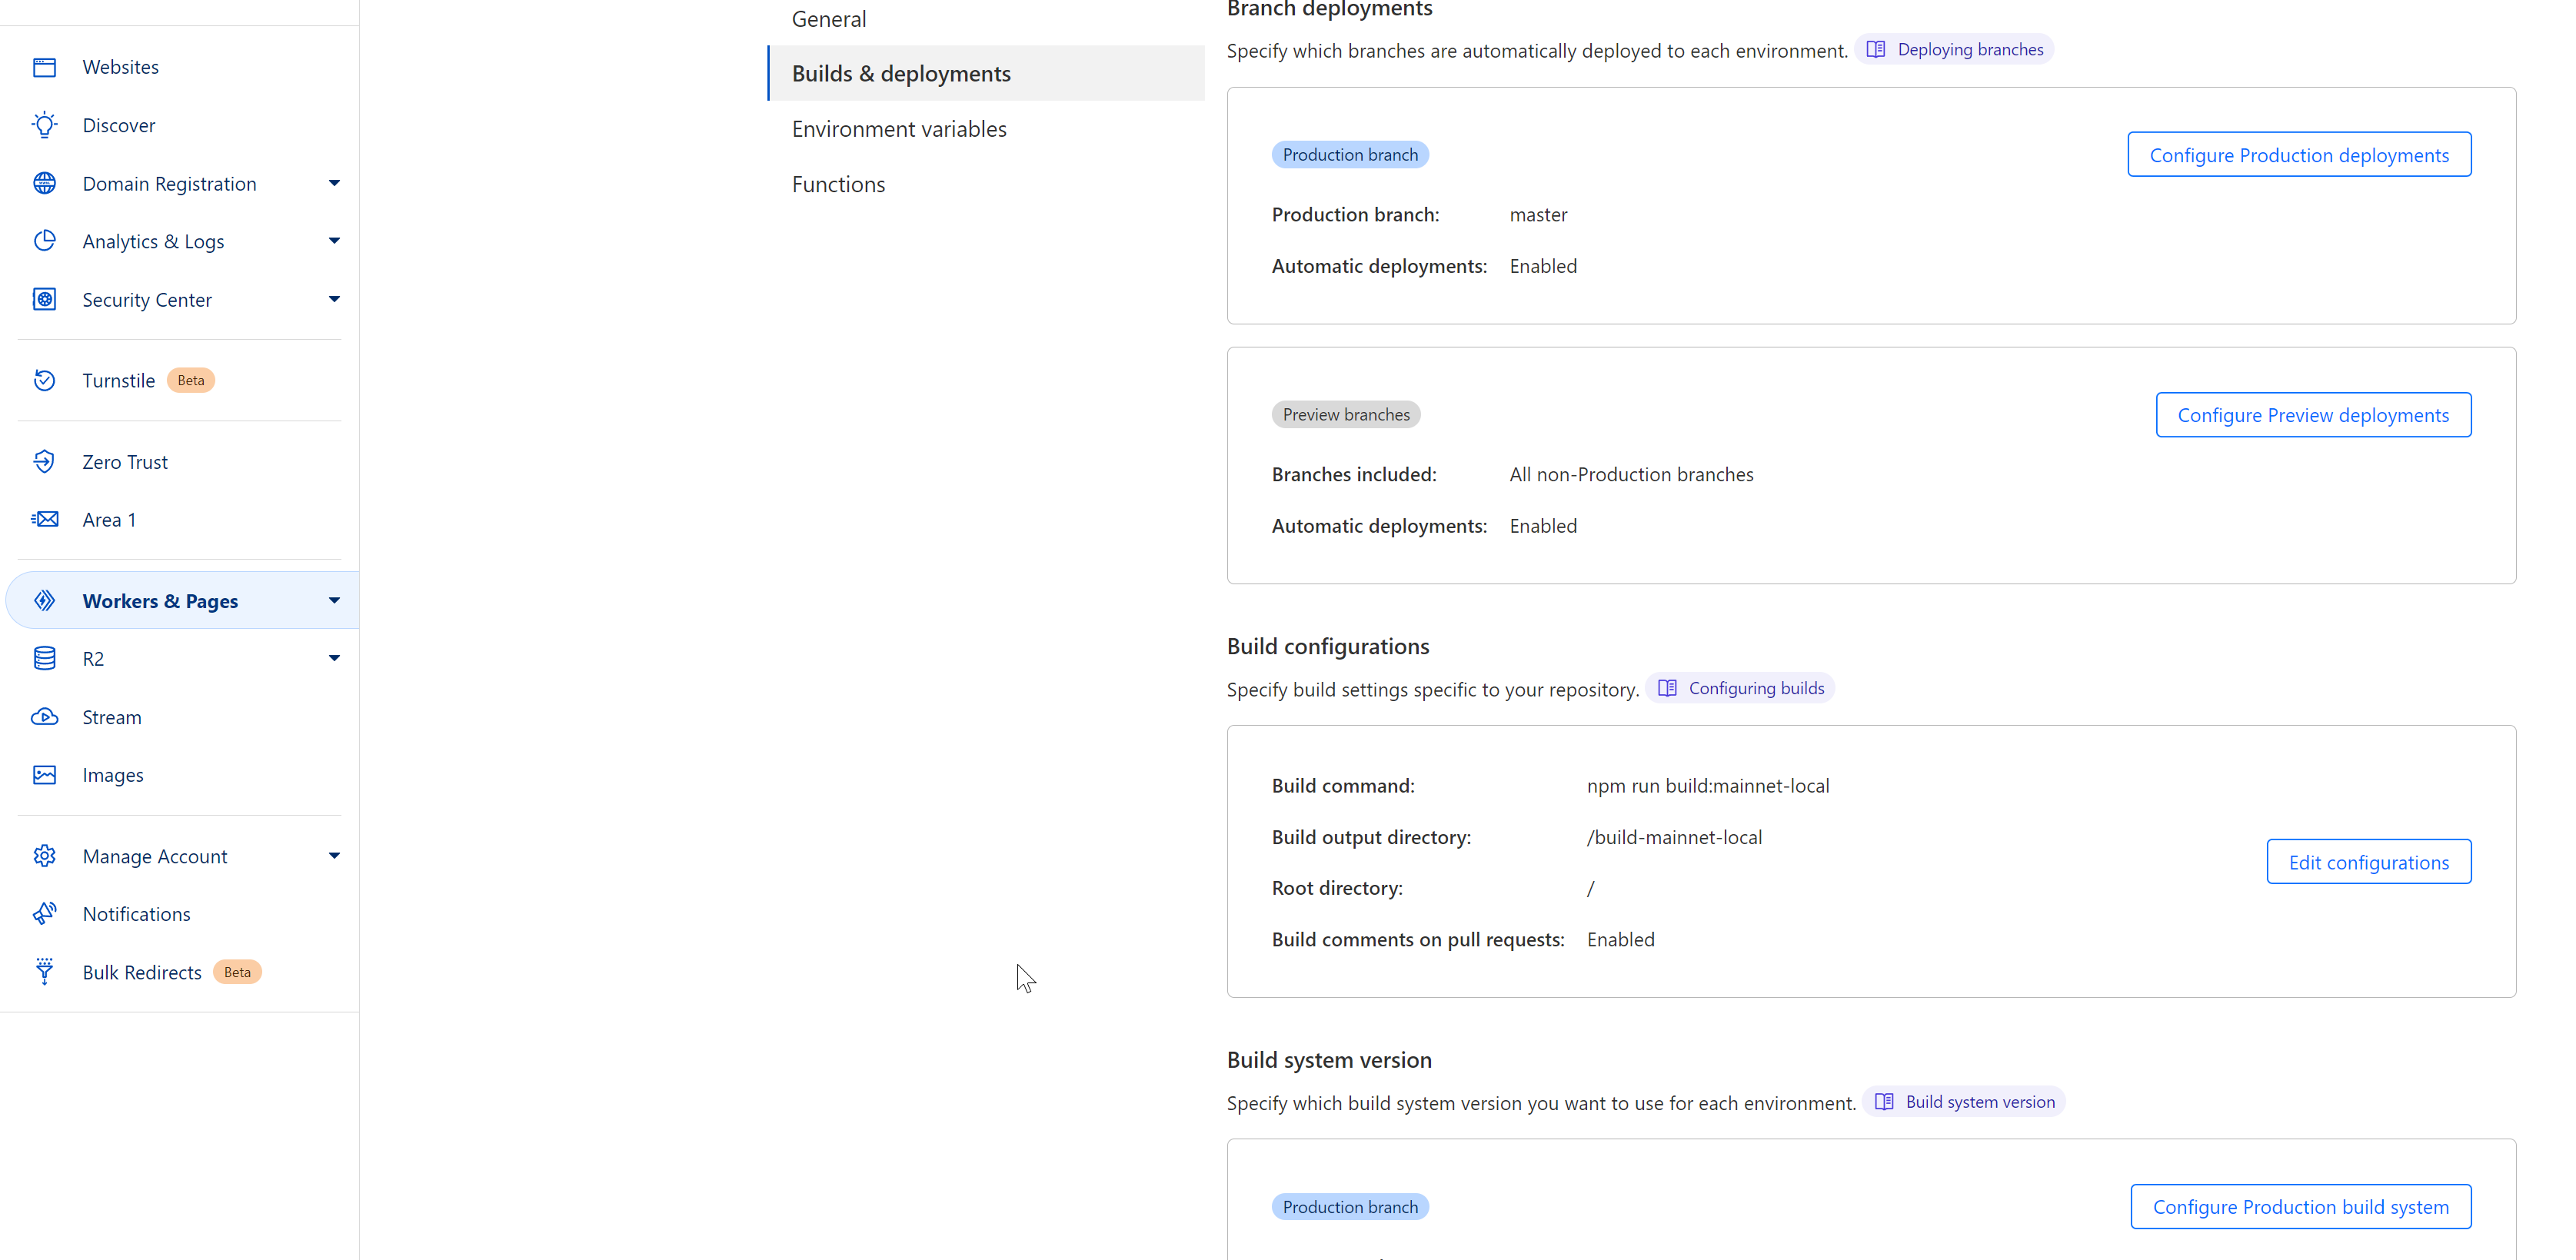 Websites
Discover
Domain Registration
Analytics & Logs
Security Center
Turnstile Beta
Zero Trust
Area 1
Workers & Pages
R2
Stream
Images
Manage Account
Notifications
Bulk Redirects Beta
General
Builds & deployments
Environment variables
Functions
Branch deployments
Specify which branches are automatically deployed to each environment. Deploying branches
Production branch
Configure Production deployments
Production branch: master
Automatic deployments: Enabled
Preview branches
Configure Preview deployments
Branches included: All non-Production branches
Automatic deployments: Enabled
Build configurations
Specify build settings specific to your repository. Configuring builds
Build command: npm run build:mainnet-local
Build output directory: /build-mainnet-local
Root directory: /
Build comments on pull requests: Enabled
Edit configurations
Build system version
Specify which build system version you want to use for each environment. Build system version
Production branch
Configure Production build system